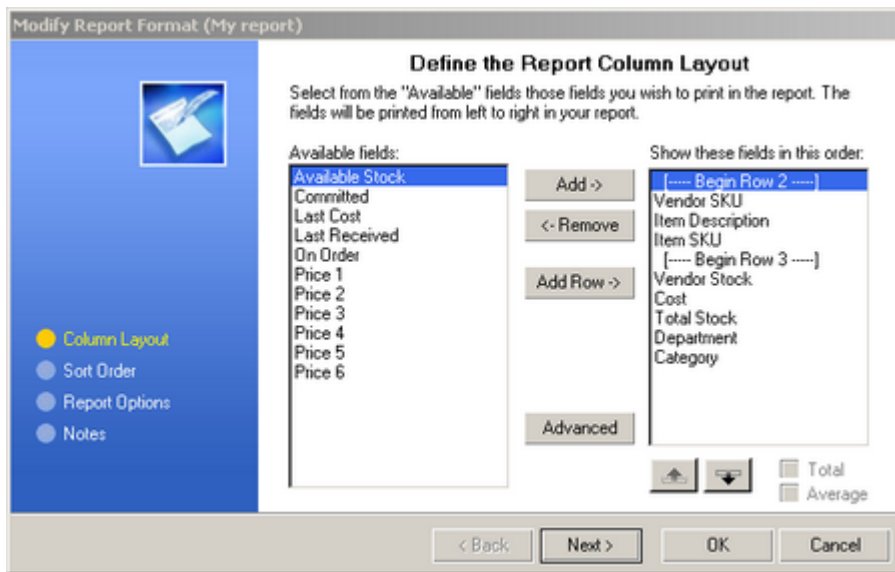 Modify Report Format (My report)
Define the Report Column Layout
Select from the "Available" fields those fields you wish to print in the report. The
fields will be printed from left to right in your report.
Available fields:
Available Stock
Committed
Last Cost
Last Received
On Order
Price 1
Price 2
Price 3
Price 4
Price 5
Price 6
Add ->
<- Remove
Add Row ->
Advanced
Show these fields in this order:
[----- Begin Row 2 -----]
Vendor SKU
Item Description
Item SKU
[----- Begin Row 3 -----]
Vendor Stock
Cost
Total Stock
Department
Category
Total
Average
Column Layout
Sort Order
Report Options
Notes
< Back
Next >
OK
Cancel